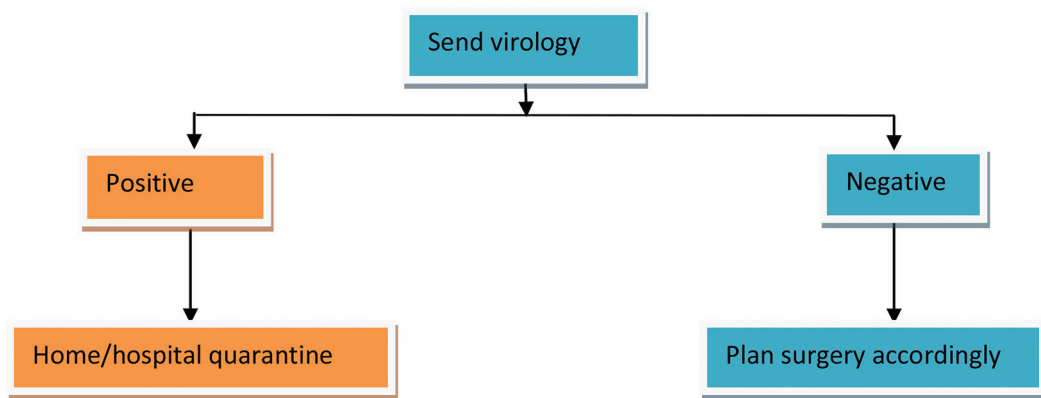 Send virology
Positive
Negative
Home/hospital quarantine
Plan surgery accordingly